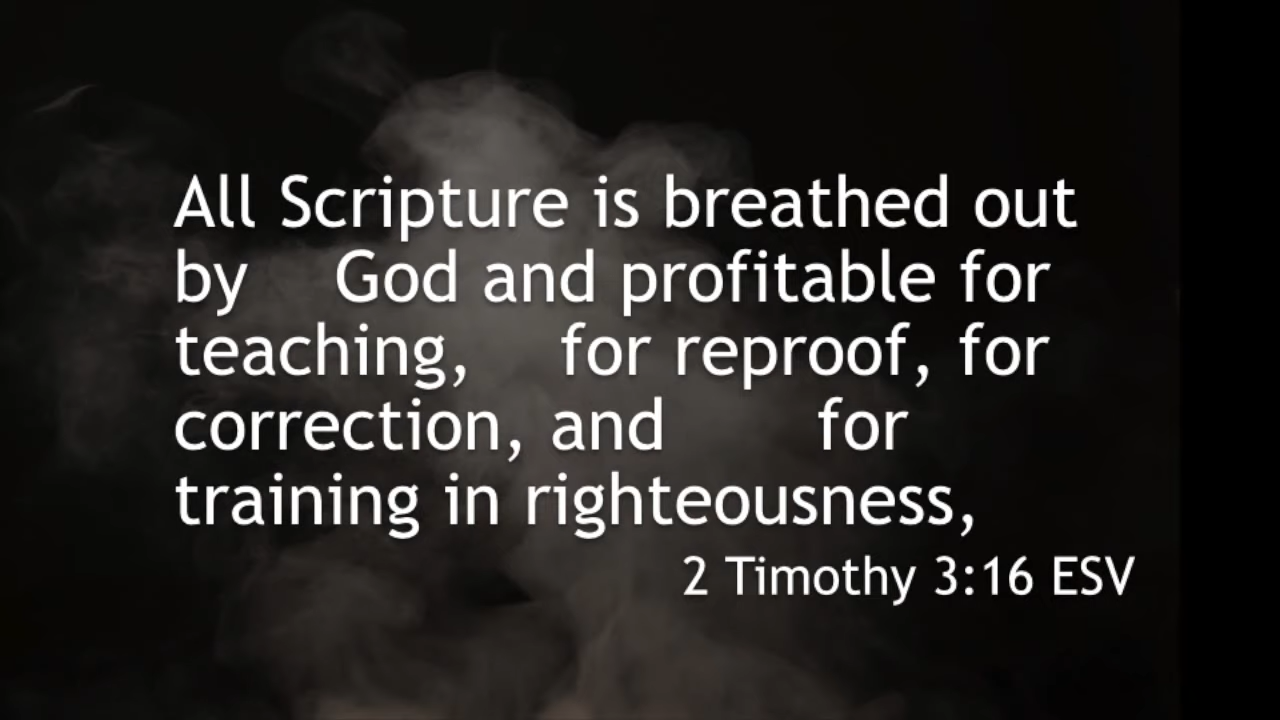 All Scripture is breathed out
by God and profitable for
teaching, for reproof, for
correction, and for
training in righteousness,
2 Timothy 3:16 ESV